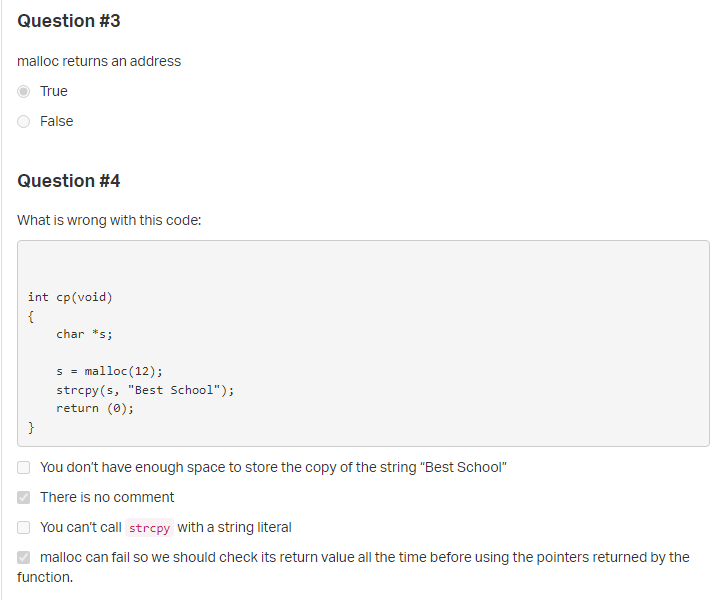 Question #3
malloc returns an address
True
False
Question #4
What is wrong with this code:
int cp(void)
{
    char *s;
    s = malloc(12);
    strcpy(s, "Best School");
    return (0);
}
You don’t have enough space to store the copy of the string “Best School”
There is no comment
You can’t call strcpy with a string literal
malloc can fail so we should check its return value all the time before using the pointers returned by the
function.